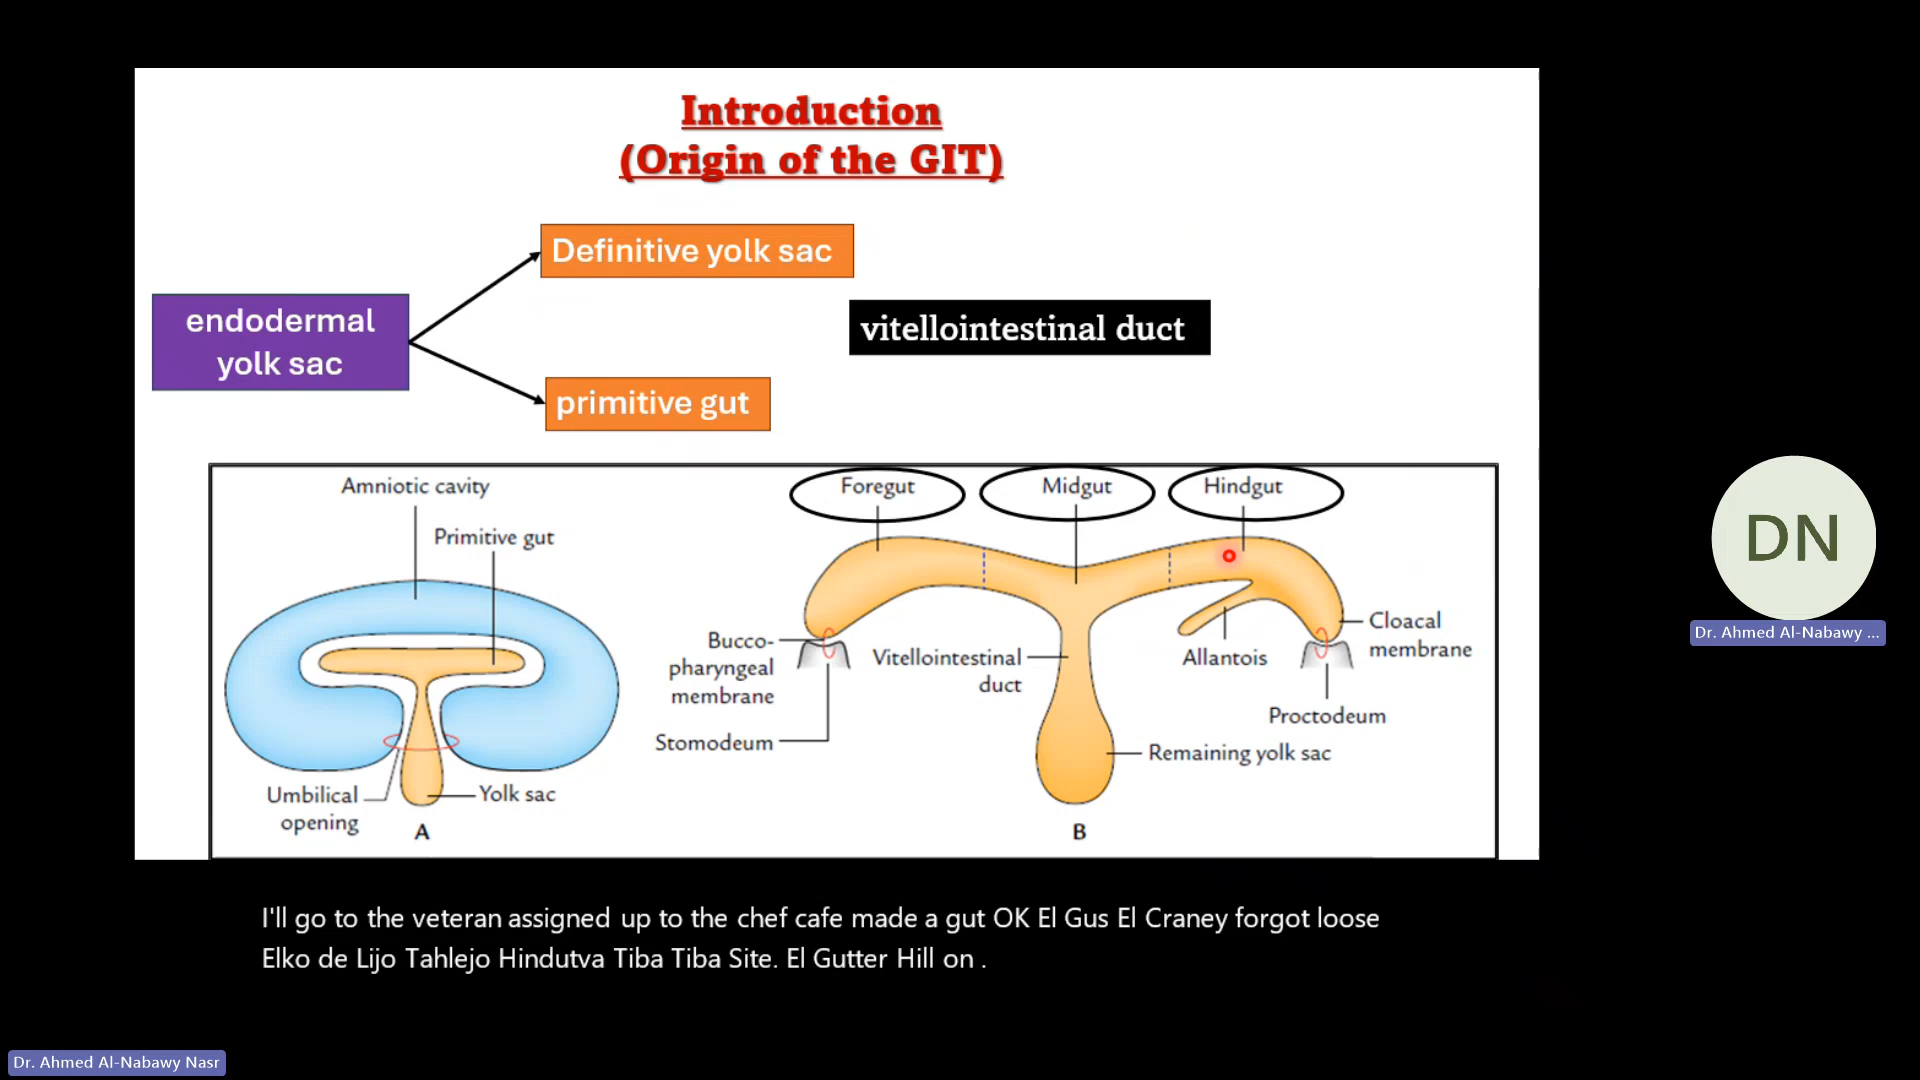 Introduction
(Origin of the GIT)
Definitive yolk sac
endodermal
yolk sac
vitellointestinal duct
primitive gut
Amniotic cavity
Primitive gut
Umbilical
opening
Yolk sac
A
Foregut
Midgut
Hindgut
Bucco-
pharyngeal
membrane
Stomodeum
Vitellointestinal
duct
Allantois
Cloacal
membrane
Proctodeum
Remaining yolk sac
B
DN
Dr. Ahmed Al-Nabawy ...
I'll go to the veteran assigned up to the chef cafe made a gut OK El Gus El Craney forgot loose
Elko de Lijo Tahlejo Hindutva Tiba Tiba Site. El Gutter Hill on .
Dr. Ahmed Al-Nabawy Nasr